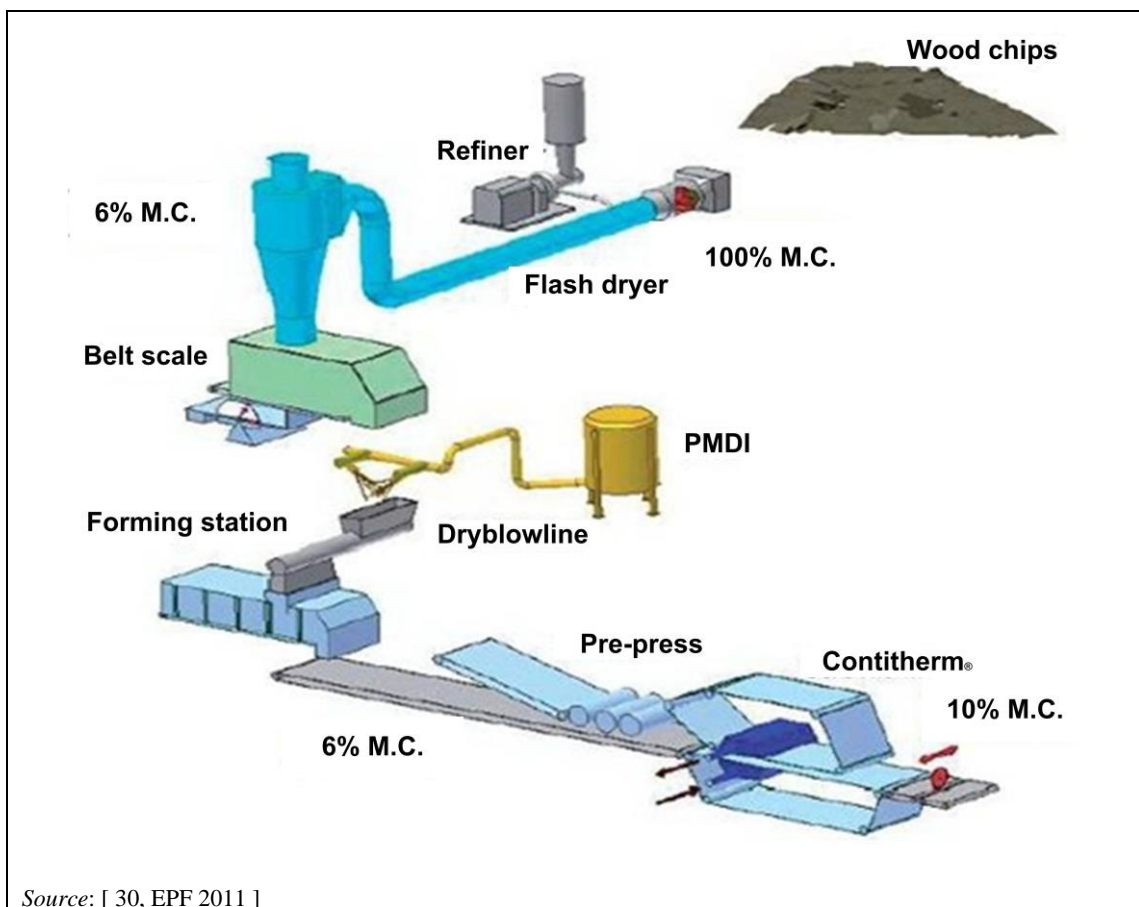 Wood chips
Refiner
6% M.C.
100% M.C.
Flash dryer
Belt scale
PMDI
Forming station
Dryblowline
Pre-press
Contitherm®
10% M.C.
6% M.C.
Source: [ 30, EPF 2011 ]